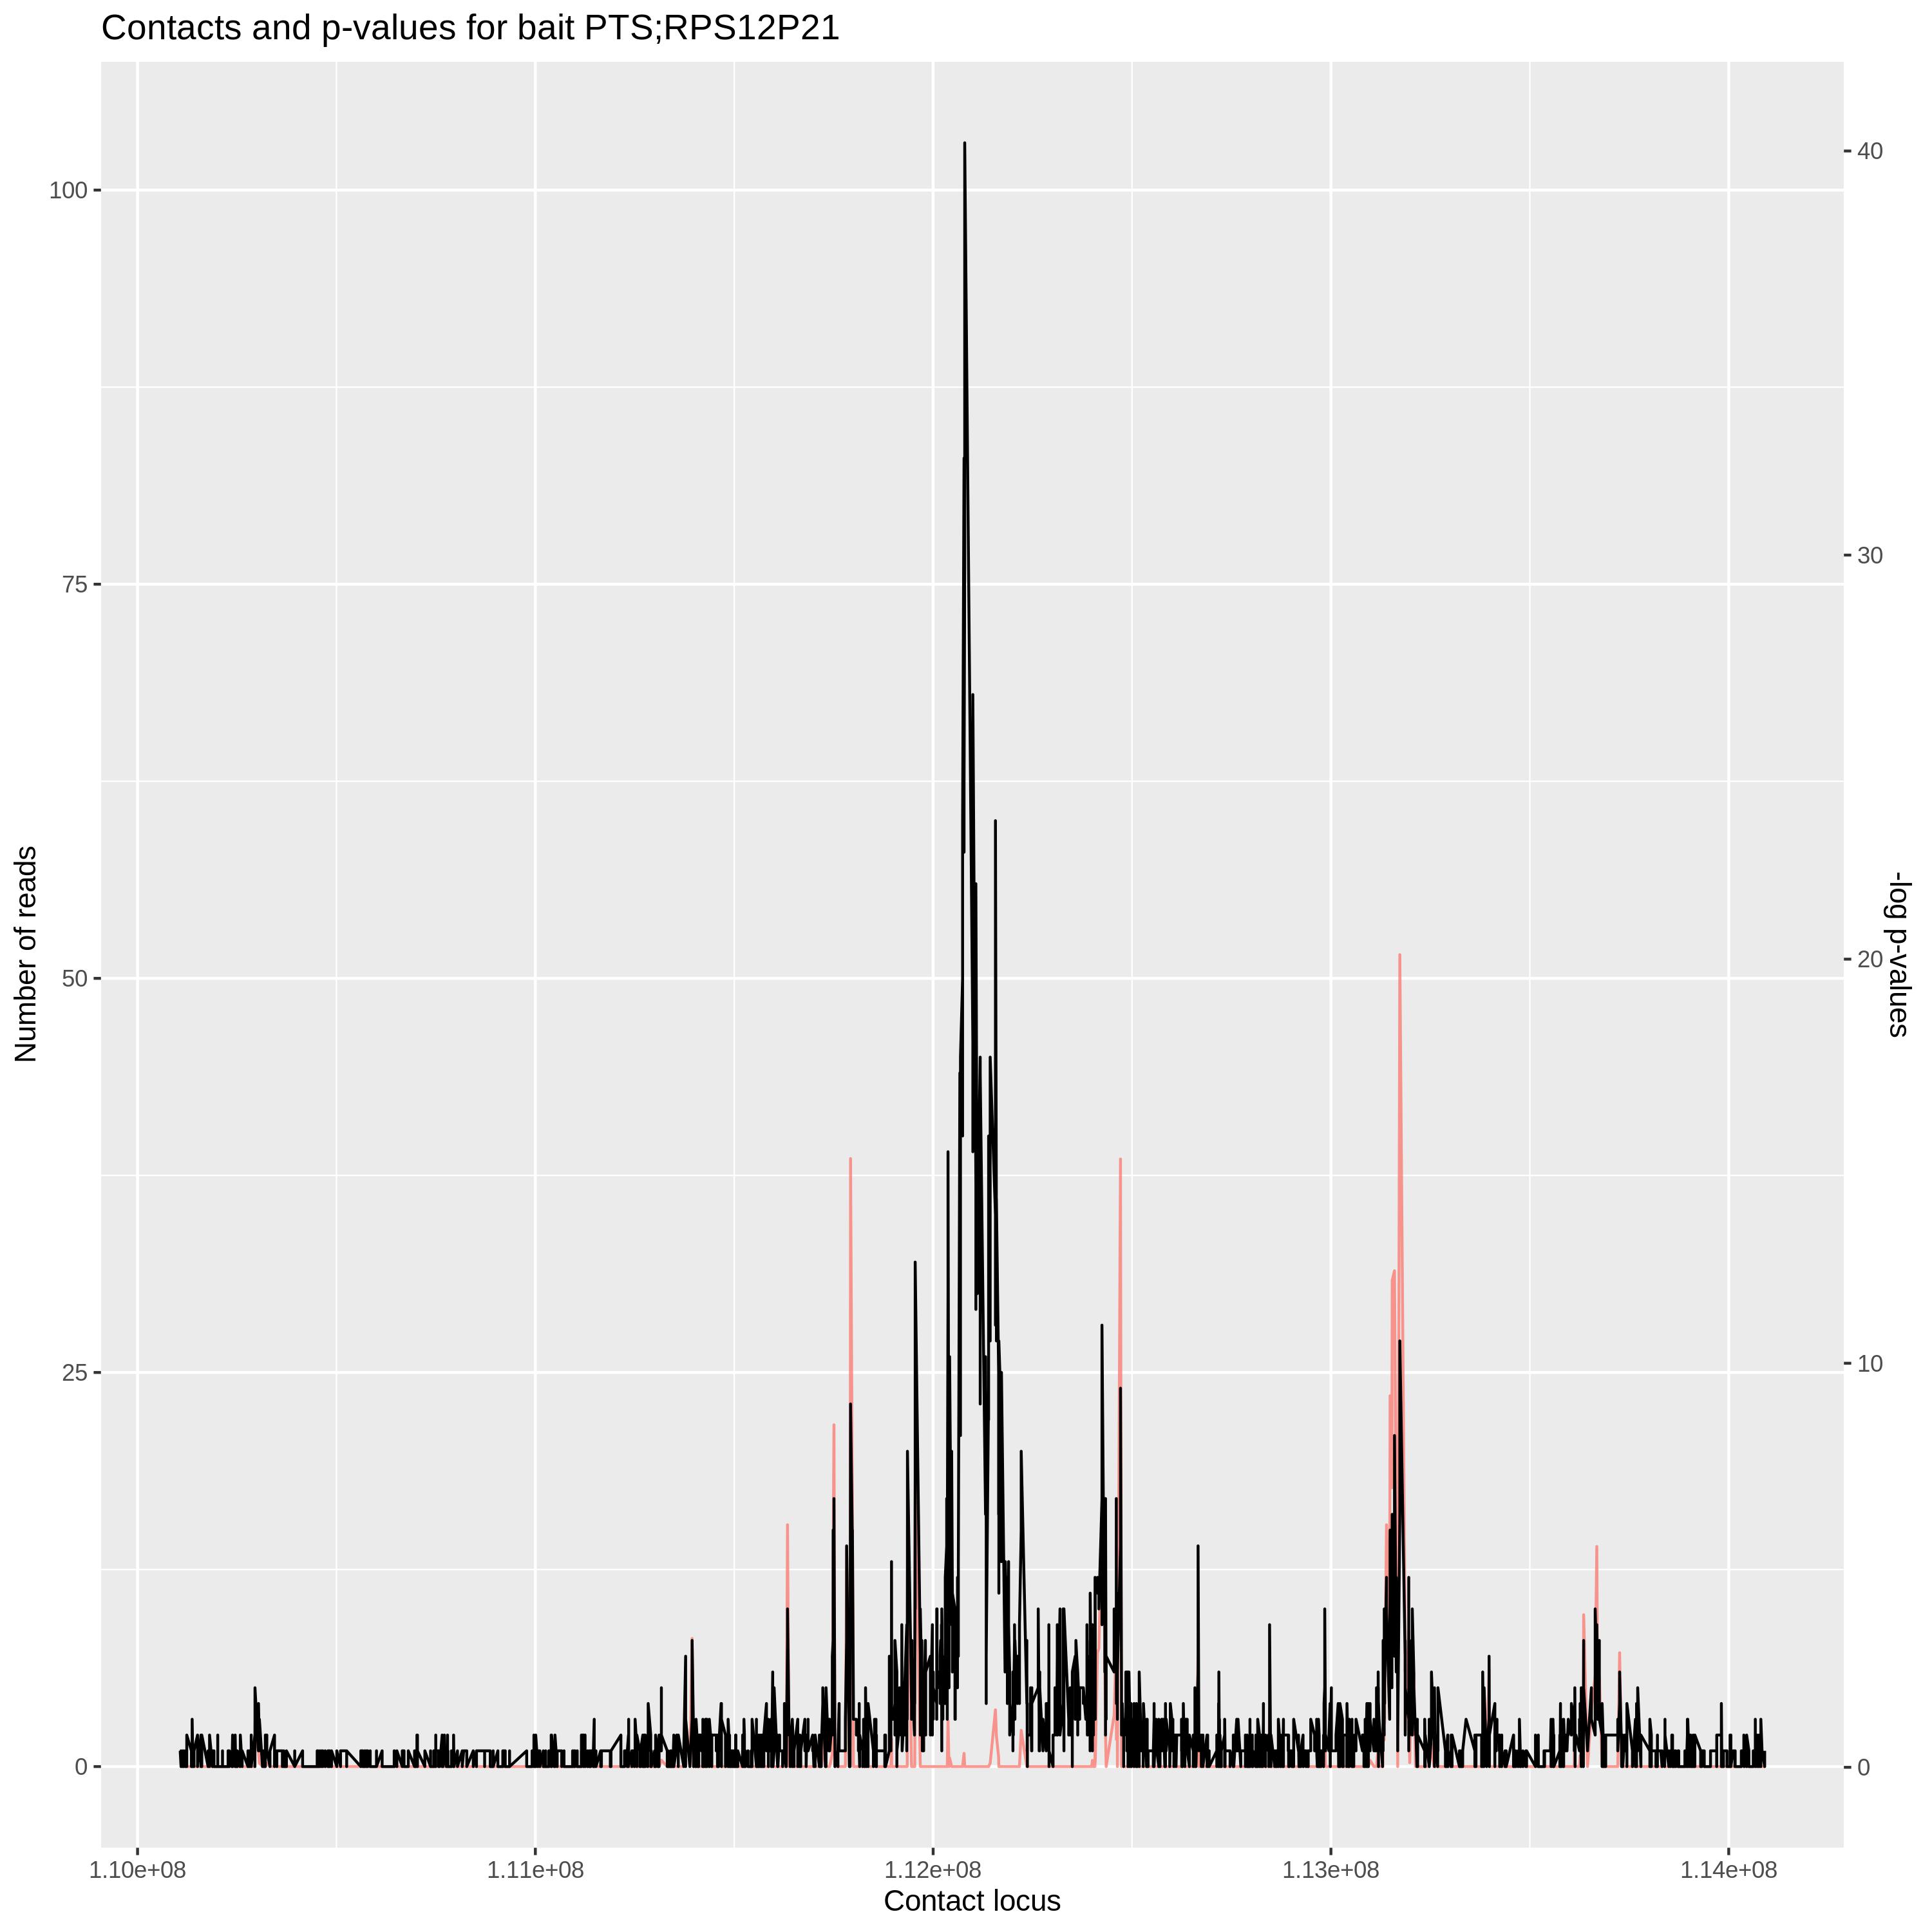 Contacts and p-values for bait PTS;RPS12P21
100
75
50
25
0
Number of reads
40
30
20
10
0
-log p-values
1.10e+08
1.11e+08
1.12e+08
1.13e+08
1.14e+08
Contact locus